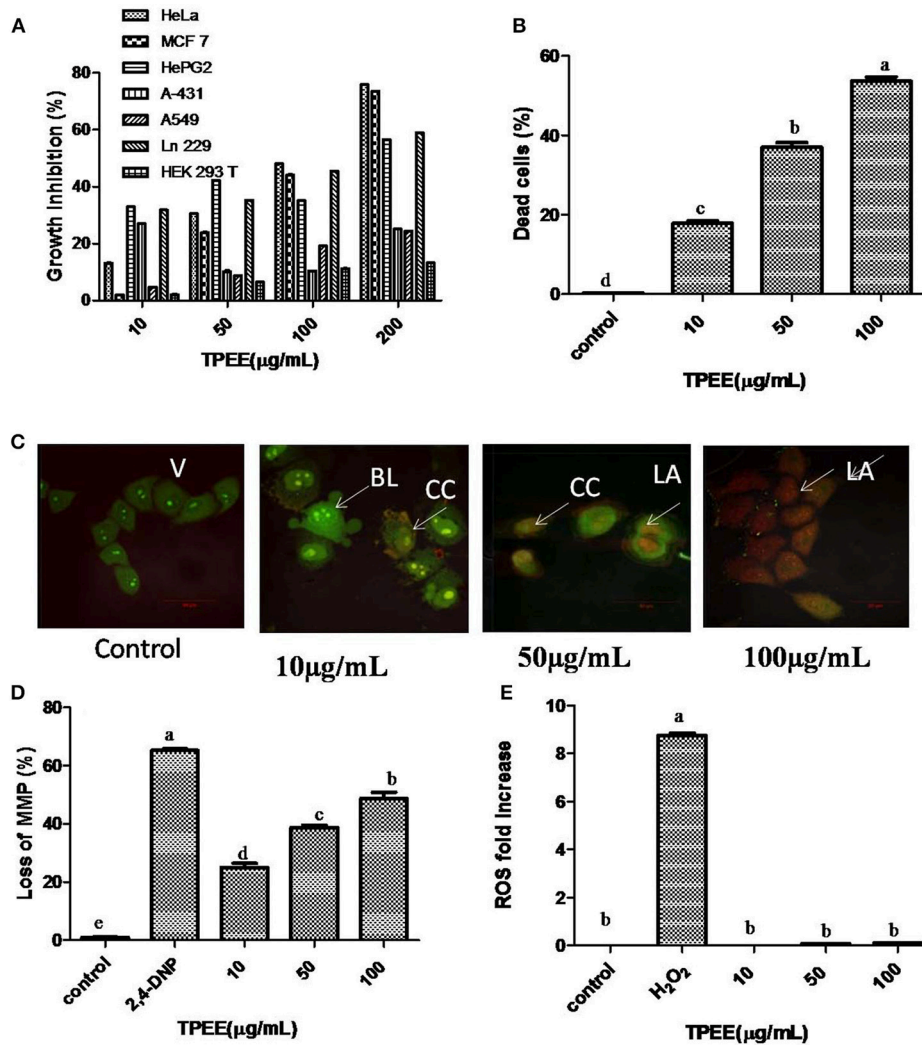 A
HeLa
MCF 7
HePG2
A-431
A549
Ln 229
HEK 293 T
80
60
40
20
0
Growth Inhibition (%)
10 50 100 200
TPEE(µg/mL)
B
60
40
20
0
Dead cells (%)
d c b a
control 10 50 100
TPEE(µg/mL)
C
V
BL CC
CC LA
LA
Control
10µg/mL
50µg/mL
100µg/mL
D
80
60
40
20
0
Loss of MMP (%)
e a d c b
control 2,4-DNP 10 50 100
TPEE(µg/mL)
E
10
8
6
4
2
0
ROS fold Increase
b a b b b
control H₂O₂ 10 50 100
TPEE(µg/mL)